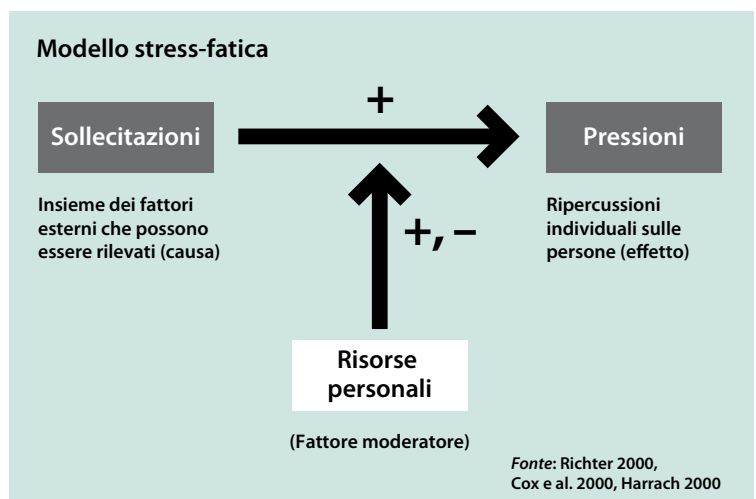 Modello stress-fatica
+
Sollecitazioni
Pressioni
Insieme dei fattori
esterni che possono
essere rilevati (causa)
Ripercussioni
individuali sulle
persone (effetto)
+, –
Risorse
personali
(Fattore moderatore)
Fonte: Richter 2000,
Cox e al. 2000, Harrach 2000